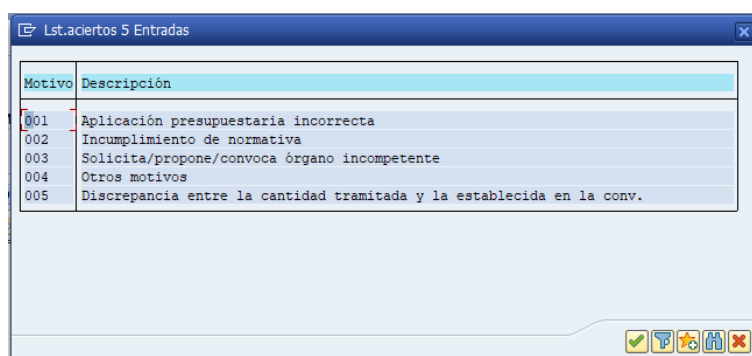 Lst.aciertos 5 Entradas
Motivo Descripción
001 Aplicación presupuestaria incorrecta
002 Incumplimiento de normativa
003 Solicita/propone/convoca órgano incompetente
004 Otros motivos
005 Discrepancia entre la cantidad tramitada y la establecida en la conv.